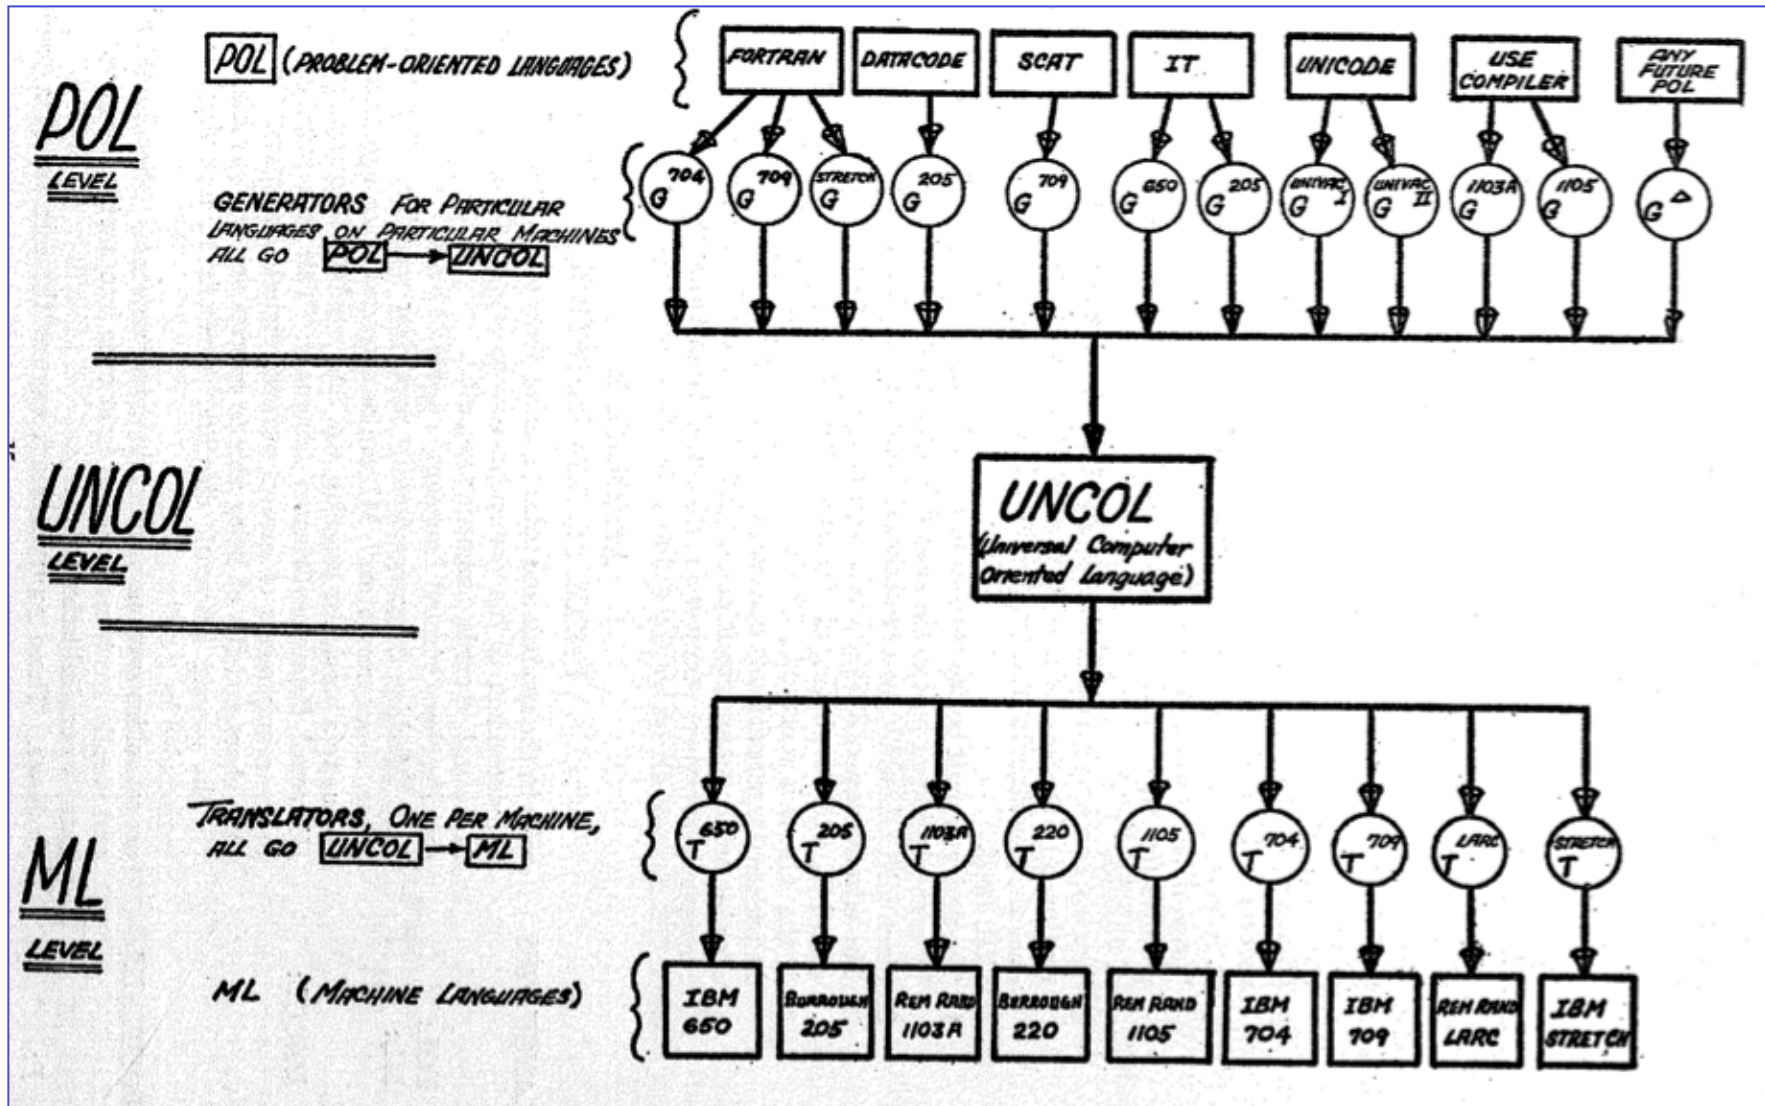 POL (PROBLEM-ORIENTED LANGUAGES)
FORTRAN
DATACODE
SCAT
IT
UNICODE
USE
COMPILER
ANY
FUTURE
POL
POL
LEVEL
GENERATORS FOR PARTICULAR
LANGUAGES ON PARTICULAR MACHINES
ALL GO POL UNCOL
G 704
G 709
G STRETCH
G 205
G 709
G 650
G 205
G UNIVAC I
G UNIVAC II
G 1103A
G 1105
G Δ
UNCOL
LEVEL
UNCOL
(Universal Computer
Oriented Language)
TRANSLATORS, ONE PER MACHINE,
ALL GO UNCOL ML
T 650
T 205
T 1103A
T 220
T 1105
T 704
T 709
T LARC
T STRETCH
ML
LEVEL
ML (MACHINE LANGUAGES)
IBM
650
BORROUGH
205
REM RAND
1103A
BORROUGH
220
REM RAND
1105
IBM
704
IBM
709
REM RAND
LARC
IBM
STRETCH